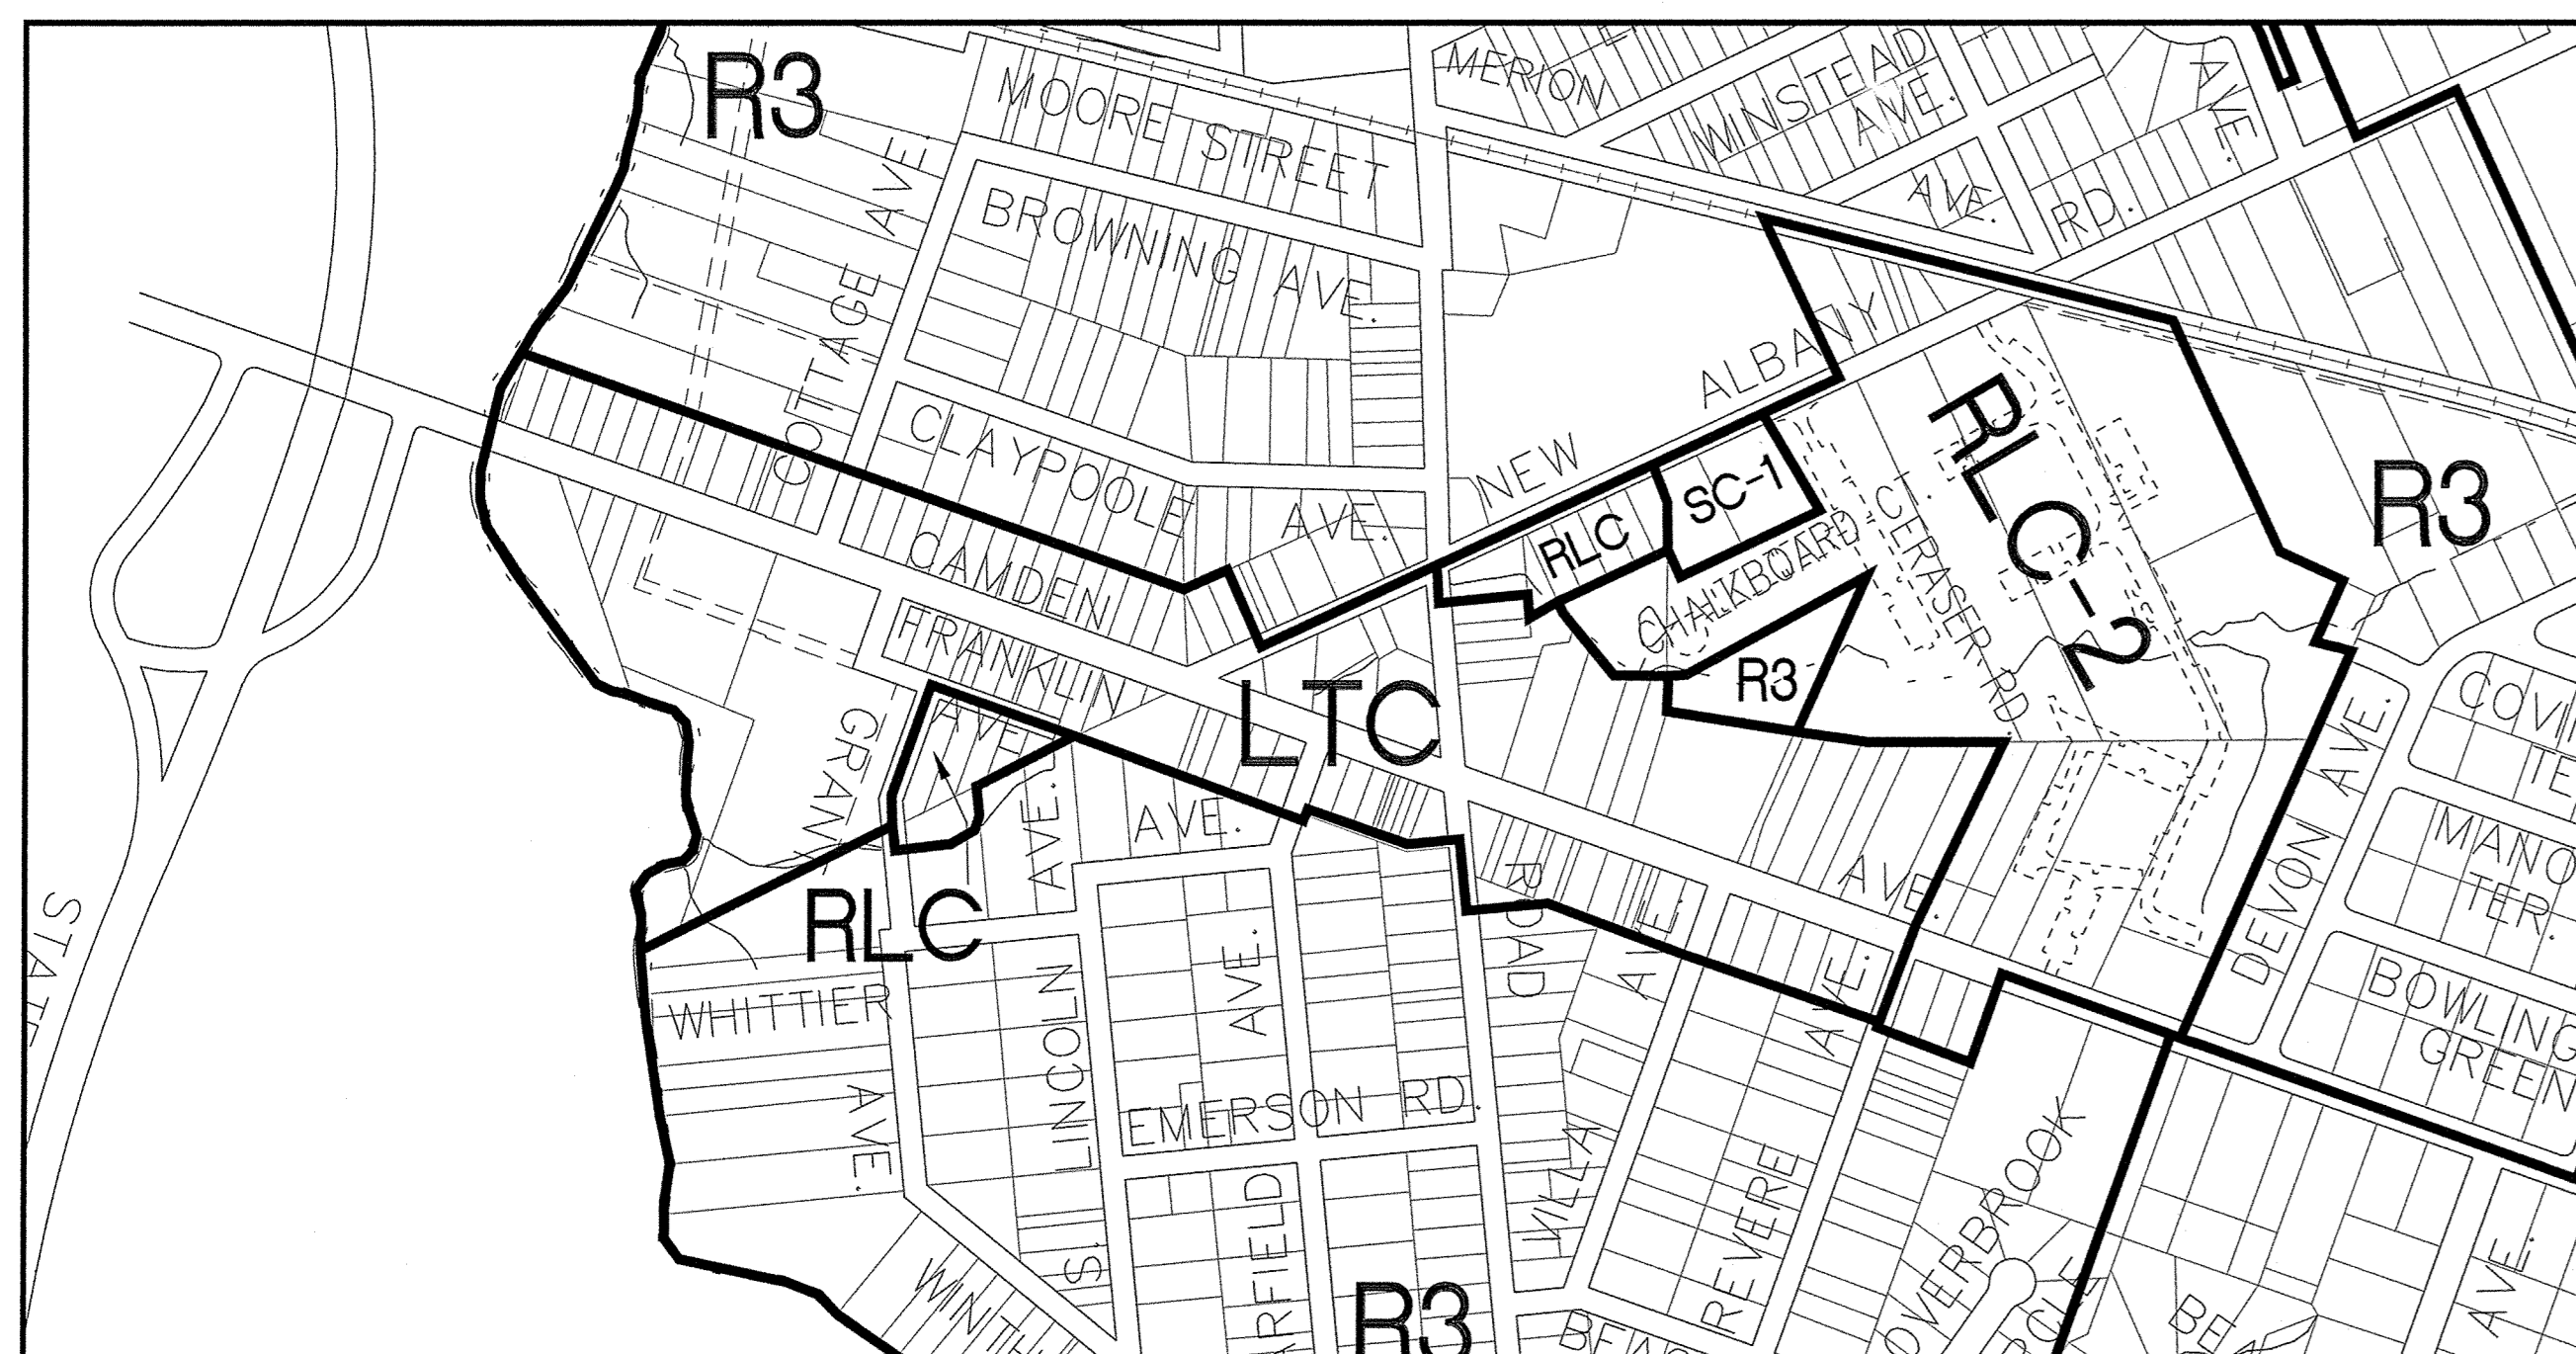 R3
MOORE STREET
MERION
WINSTEAD
AVE.
AVE.
AVE.
RD.
BROWNING AVE.
COTTAGE AVE.
NEW ALBANY
CLAYPOOLE AVE.
RLC
SC-1
RLC-2
R3
CAMDEN
CHALKBOARD CT.
ERASER RD.
FRANKLIN
AVE.
R3
LTC
GRANT
AVE.
AVE.
AVE.
DEVON AVE.
MANO
TER.
RLC
STATE
ROAD
AVE.
AVE.
BOWLING
GREEN
WHITTIER
AVE.
S. LINCOLN
AVE.
EMERSON RD.
VILLA
REVERE
OVERBROOK
R3
AVE.